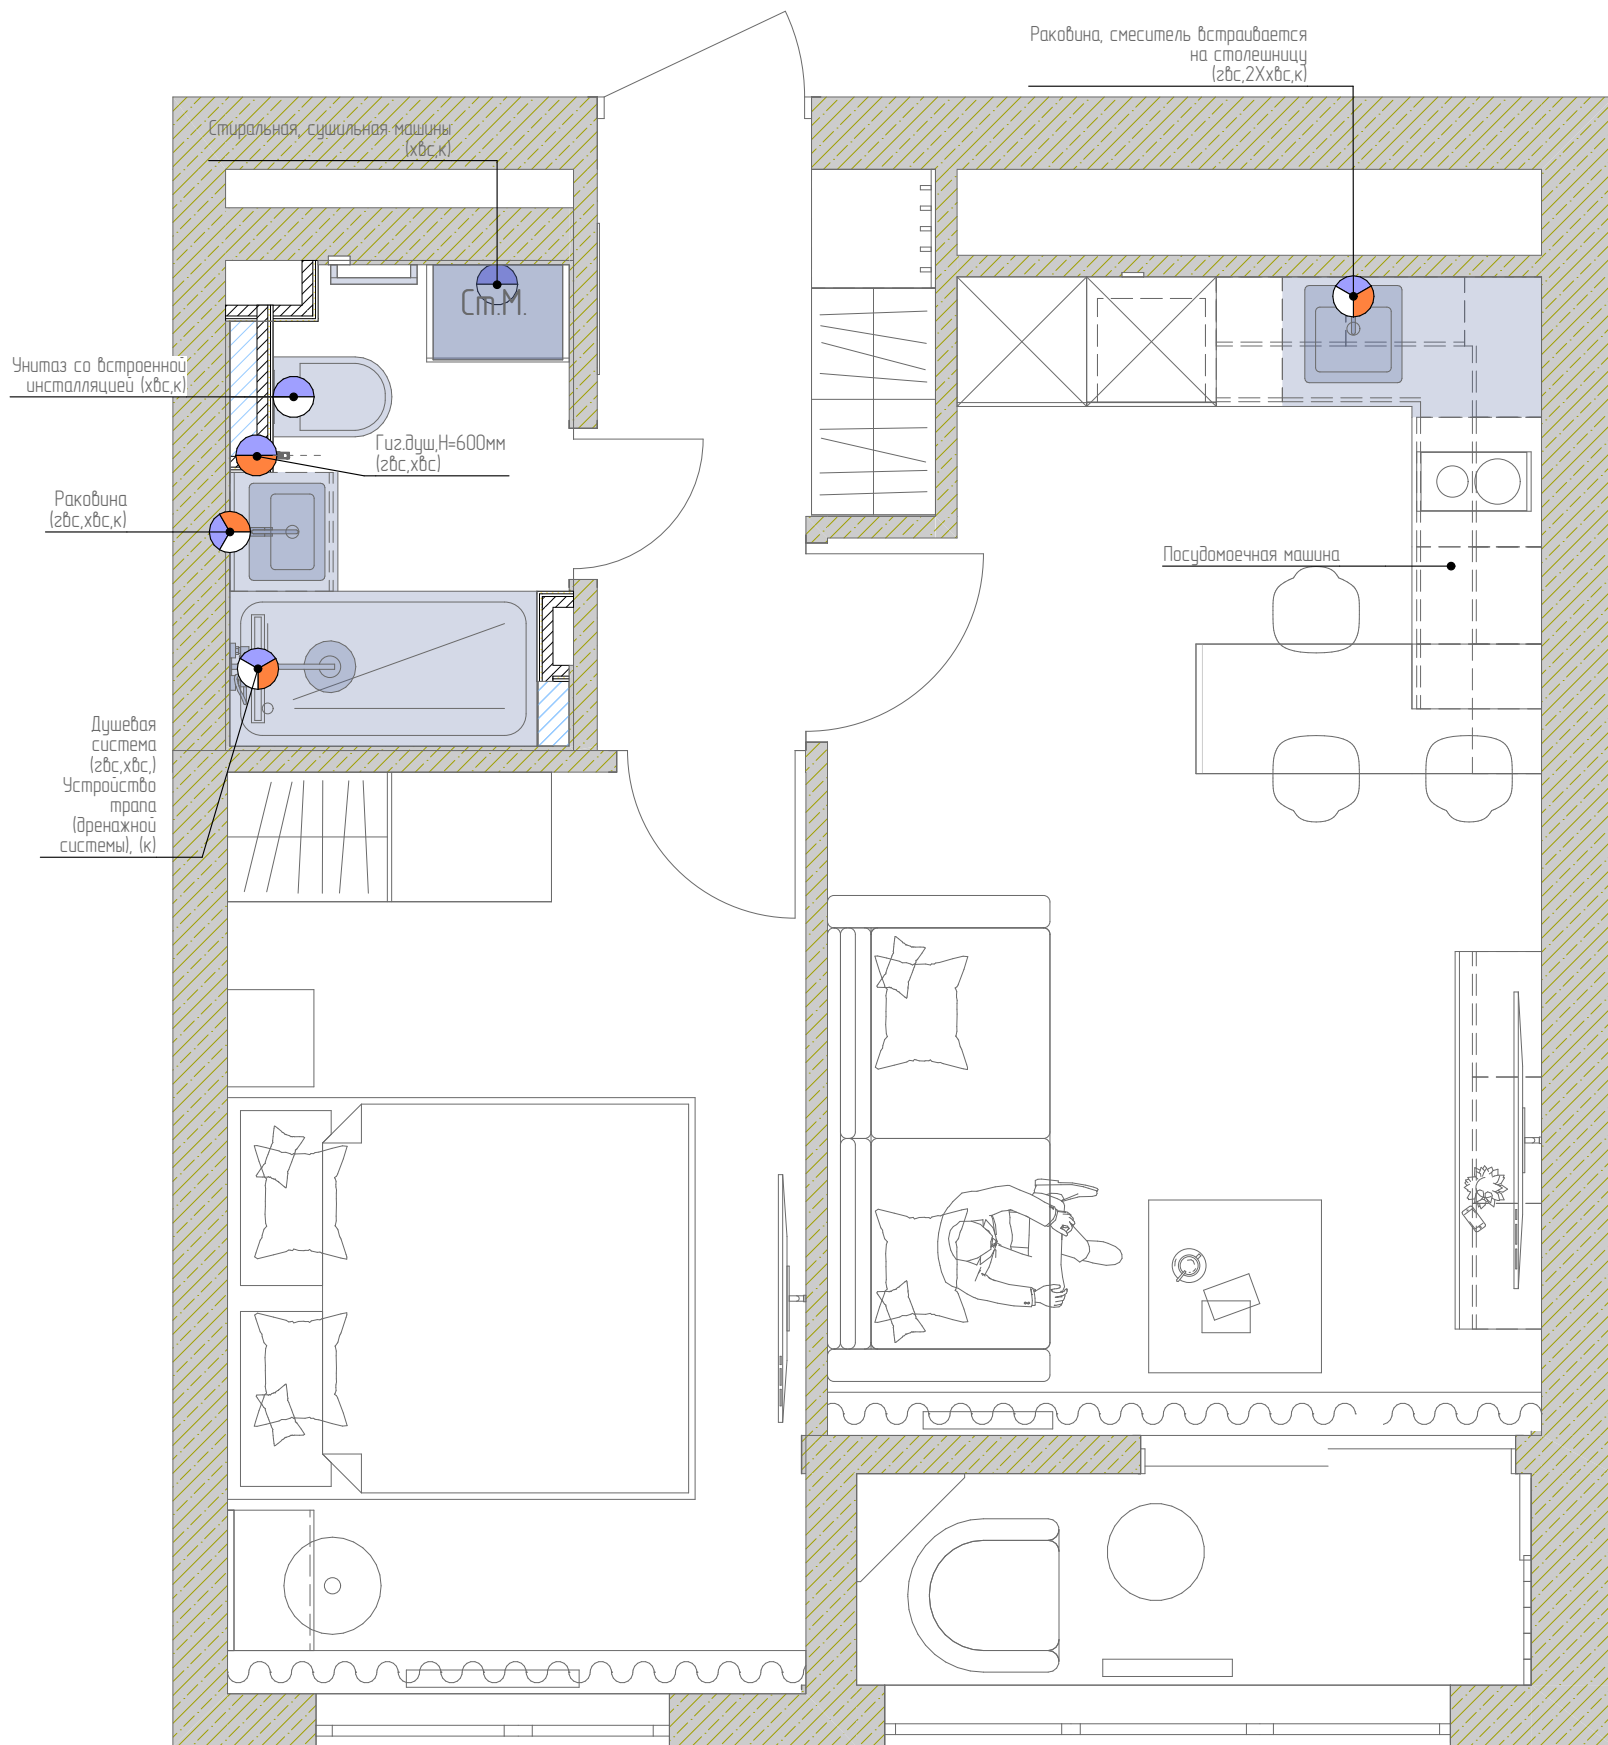 Раковина, смеситель встраивается
на столешницу
(гвс,2Ххвс,к)
Стиральная, сушильная машины
(хвс,к)
Ст.М.
Унитаз со встроенной
инсталляцией (хвс,к)
Гиг.душ,Н=600мм
(гвс,хвс)
Раковина
(гвс,хвс,к)
Посудомоечная машина
Душевая
система
(гвс,хвс,)
Устройство
трапа
(дренажной
системы), (к)